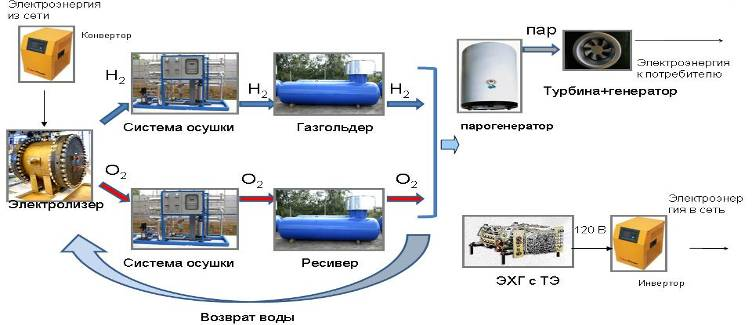 Электроэнергия
из сети
Конвертор
H2
H2
H2
Система осушки
Газгольдер
пар
Электроэнергия
к потребителю
Турбина+генератор
парогенератор
O2
O2
O2
Электролизер
Система осушки
Ресивер
Электроэнер
гия в сеть
120 В
ЭХГ с ТЭ
Инвертор
Возврат воды